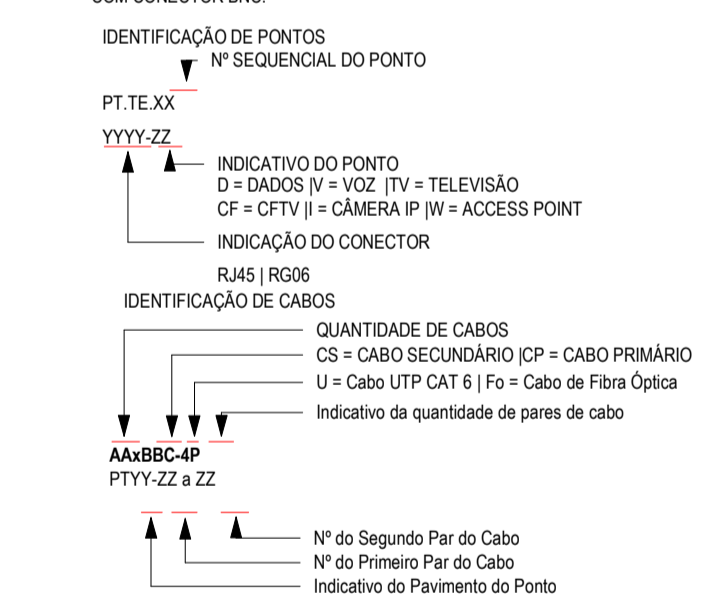 COM CONECTOR BNC.
IDENTIFICAÇÃO DE PONTOS
Nº SEQUENCIAL DO PONTO
PT.TE.XX
YYYY-ZZ
INDICATIVO DO PONTO
D = DADOS |V = VOZ |TV = TELEVISÃO
CF = CFTV |I = CÂMERA IP |W = ACCESS POINT
INDICAÇÃO DO CONECTOR
RJ45 | RG06
IDENTIFICAÇÃO DE CABOS
QUANTIDADE DE CABOS
CS = CABO SECUNDÁRIO |CP = CABO PRIMÁRIO
U = Cabo UTP CAT 6 | Fo = Cabo de Fibra Óptica
Indicativo da quantidade de pares de cabo
AAxBBC-4P
PTYY-ZZ a ZZ
Nº do Segundo Par do Cabo
Nº do Primeiro Par do Cabo
Indicativo do Pavimento do Ponto